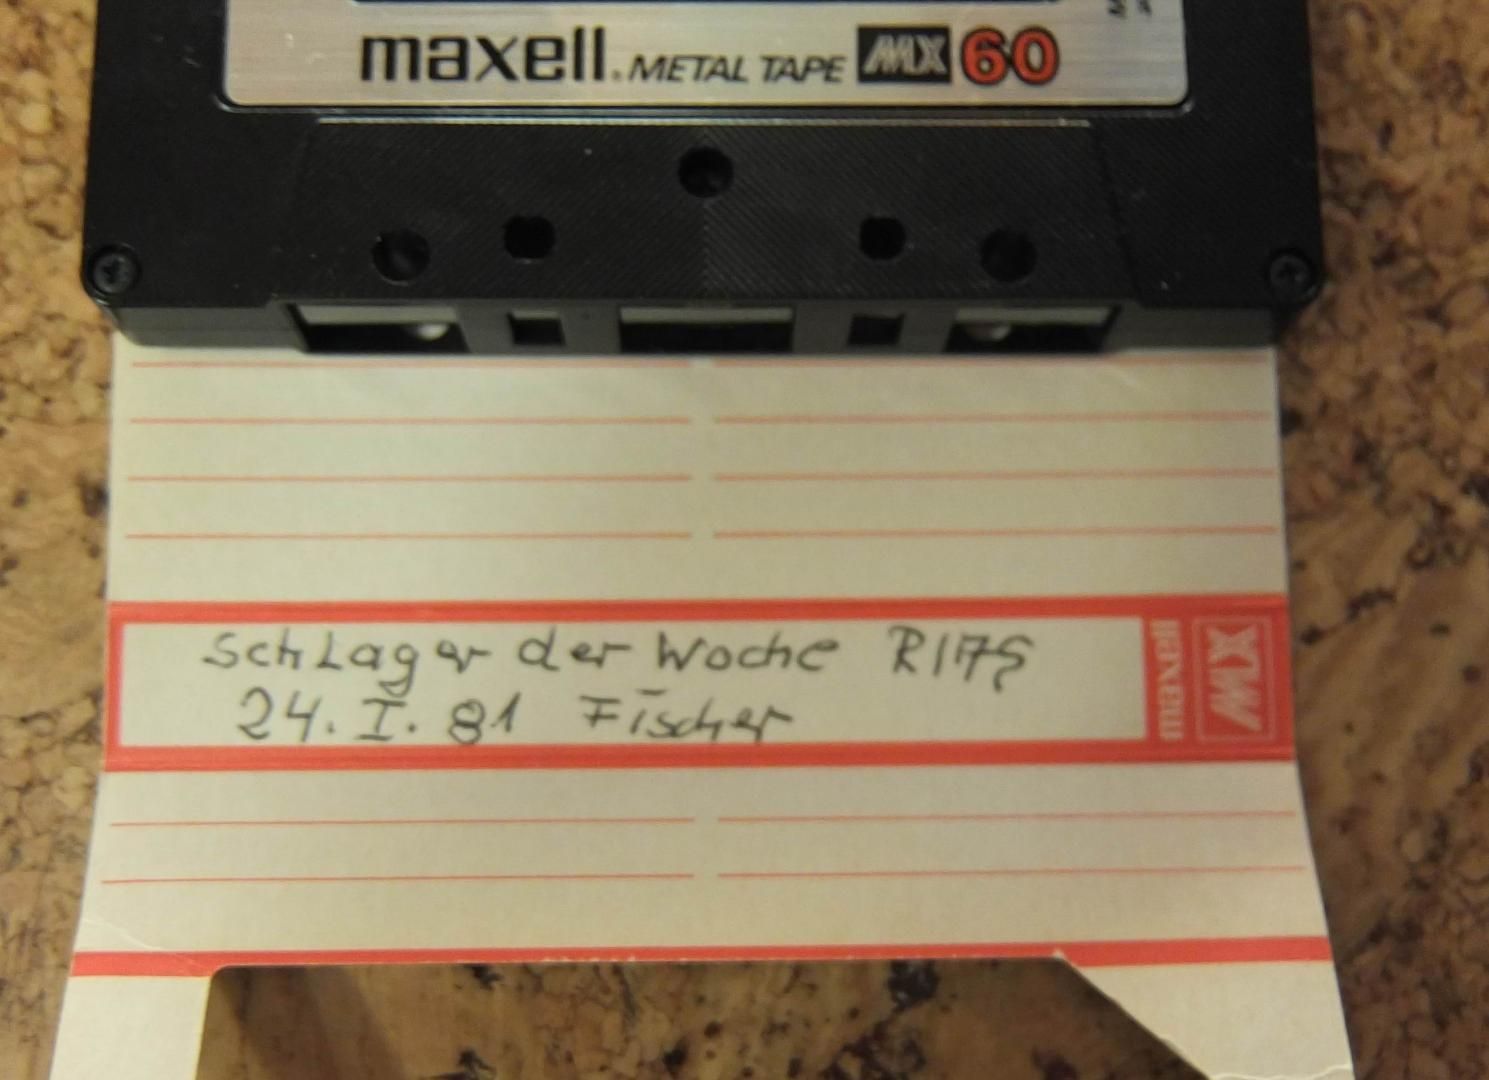 maxell. METAL TAPE MX 60
SchLager der Woche RIAS
24. I. 81 Fischer
maxell MX